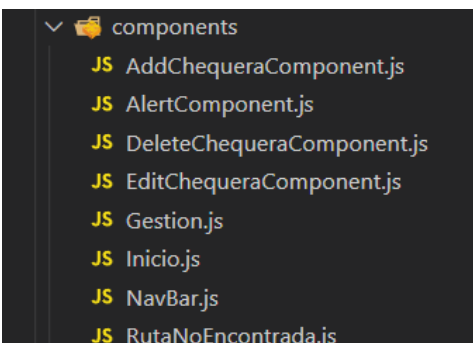 components
JS AddChequeraComponent.js
JS AlertComponent.js
JS DeleteChequeraComponent.js
JS EditChequeraComponent.js
JS Gestion.js
JS Inicio.js
JS NavBar.js
JS RutaNoEncontrada.js